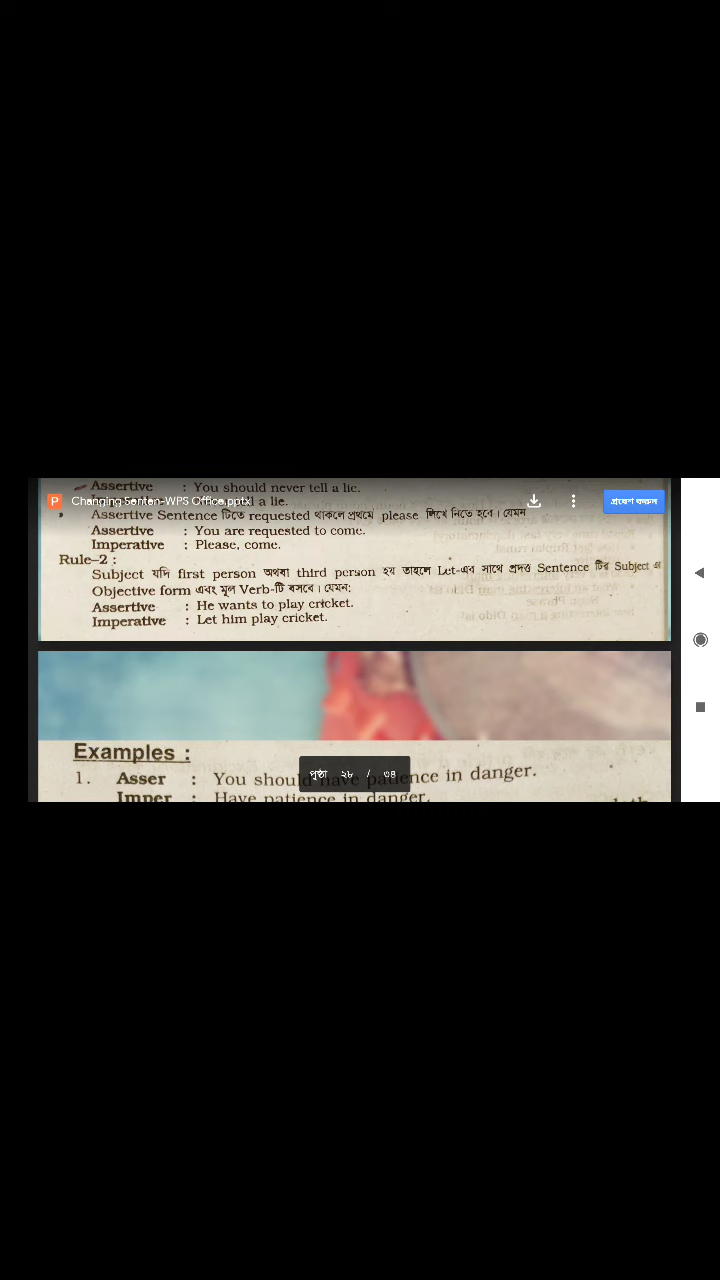 Assertive : You should never tell a lie.
Changing Senten-WPS Office.pptx
l a lie.
প্রবেশ করুন
Assertive Sentence টিতে requested থাকলে প্রথমে please লিখে নিতে হবে। যেমন
Assertive : You are requested to come.
Imperative : Please, come.
Rule–2 :
Subject যদি first person অথবা third person হয় তাহলে Let-এর সাথে প্রদত্ত Sentence টির Subject এর
Objective form এবং মূল Verb-টি বসবে। যেমন:
Assertive : He wants to play cricket.
Imperative : Let him play cricket.
Examples :
1. Asser : You should have patience in danger.
পৃষ্ঠা ২৮ / ৩৪
Imper : Have patience in danger.